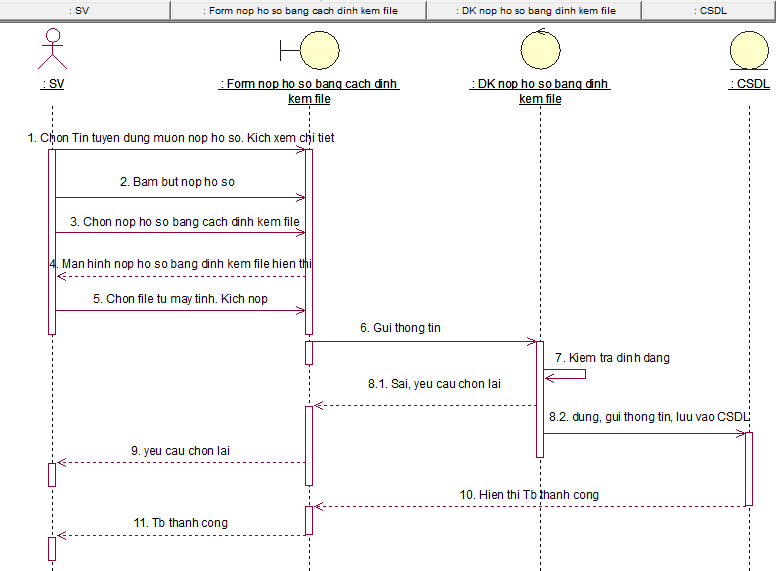 : SV
: Form nop ho so bang cach dinh kem file
: DK nop ho so bang dinh kem file
: CSDL
: SV
: Form nop ho so bang cach dinh
kem file
: DK nop ho so bang dinh
kem file
: CSDL
1. Chon Tin tuyen dung muon nop ho so. Kich xem chi tiet
2. Bam but nop ho so
3. Chon nop ho so bang cach dinh kem file
4. Man hinh nop ho so bang dinh kem file hien thi
5. Chon file tu may tinh. Kich nop
6. Gui thong tin
7. Kiem tra dinh dang
8.1. Sai, yeu cau chon lai
8.2. dung, gui thong tin, luu vao CSDL
9. yeu cau chon lai
10. Hien thi Tb thanh cong
11. Tb thanh cong